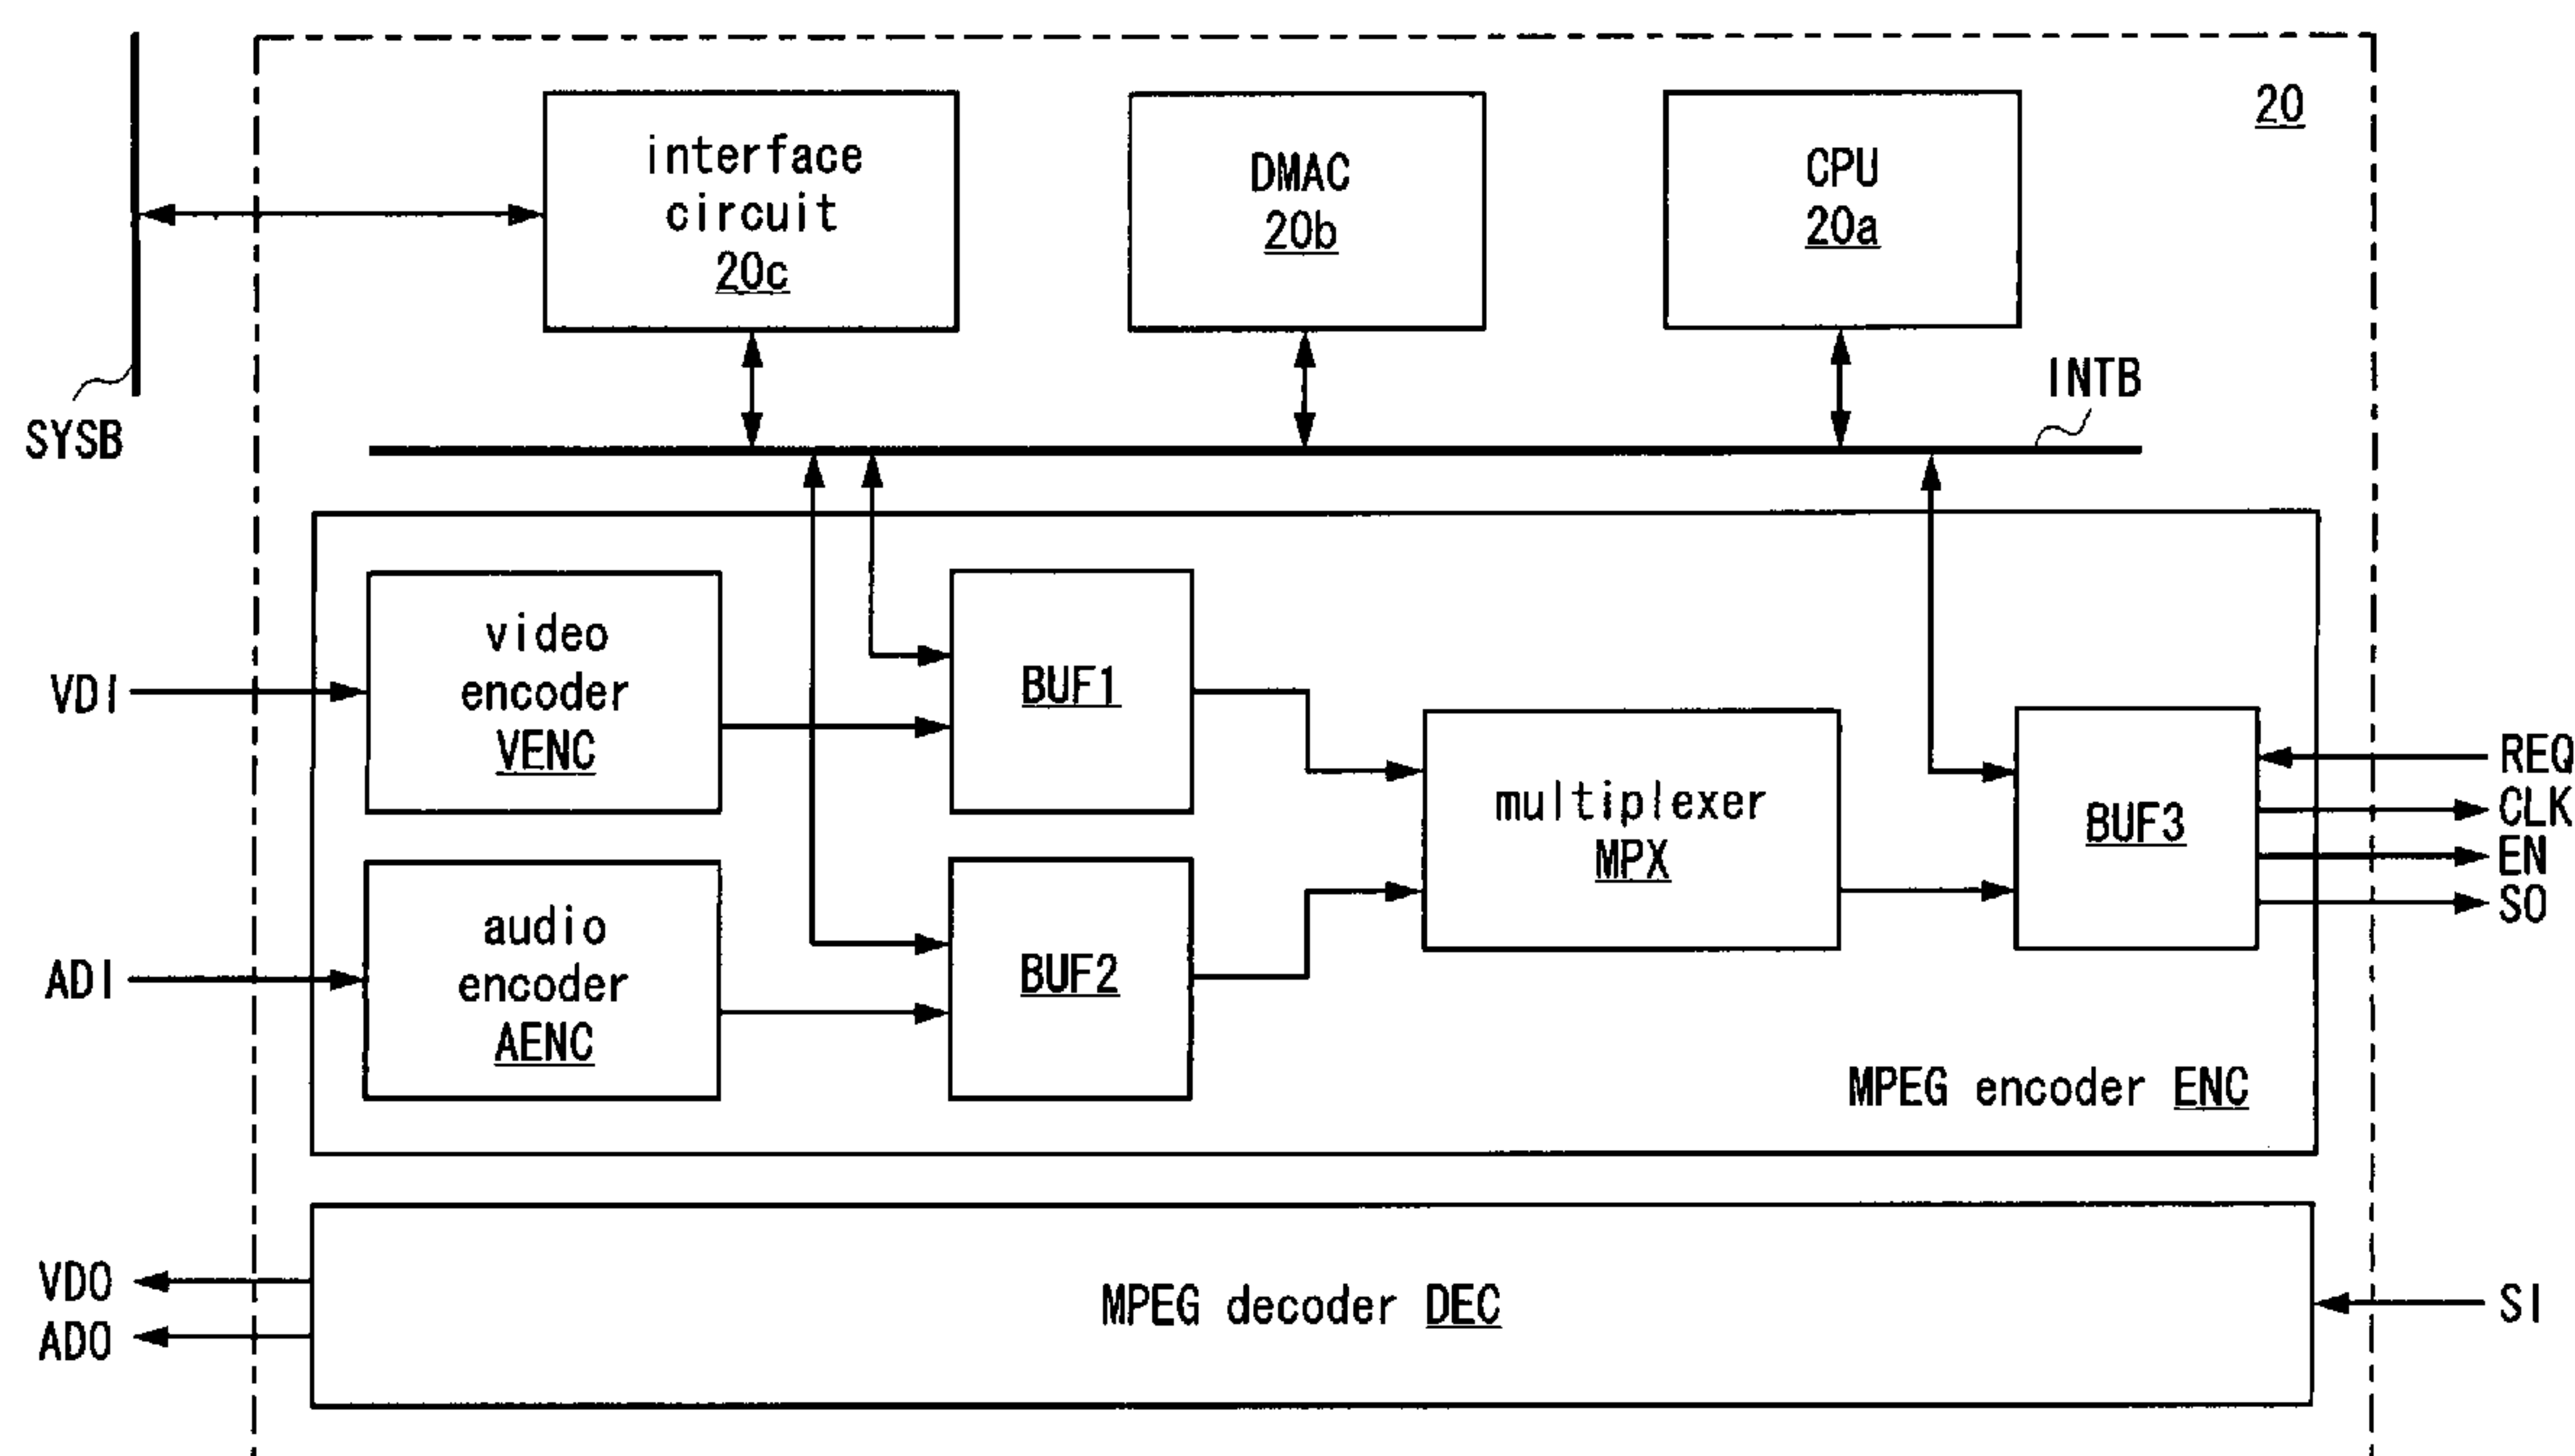 20
interface
circuit
20c
DMAC
20b
CPU
20a
INTB
SYSB
video
encoder
VENC
BUF1
VDI
multiplexer
MPX
BUF3
REQ
CLK
EN
SO
audio
encoder
AENC
BUF2
ADI
MPEG encoder ENC
VDO
ADO
MPEG decoder DEC
SI